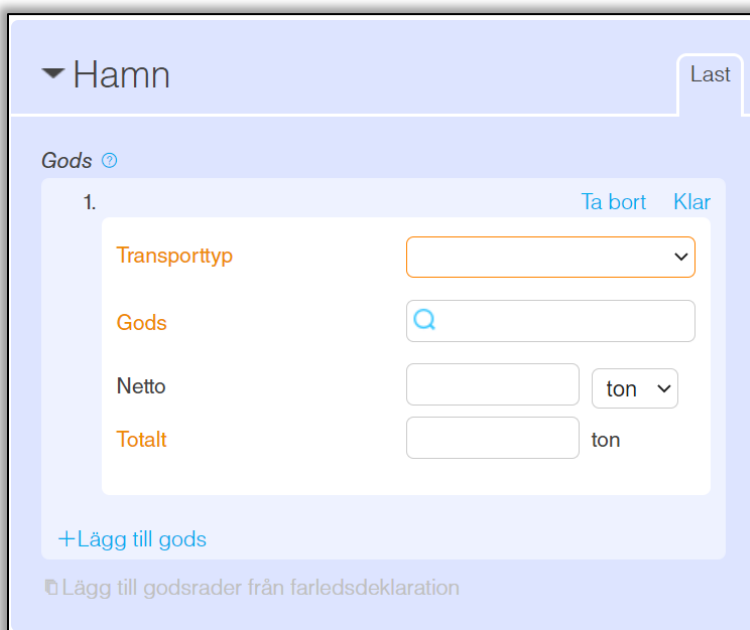 Hamn
Last
Gods
1.
Ta bort Klar
Transporttyp
Gods
Netto ton
Totalt ton
+Lägg till gods
Lägg till godsrader från farledsdeklaration